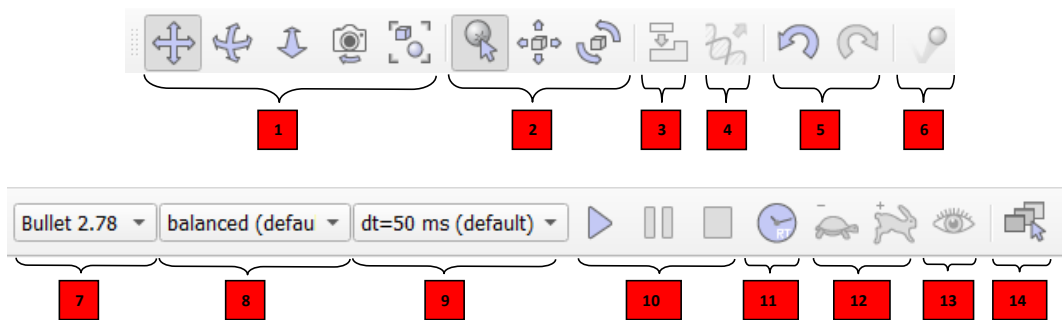 1 2 3 4 5 6
Bullet 2.78 balanced (defau dt=50 ms (default) − RT +
7 8 9 10 11 12 13 14